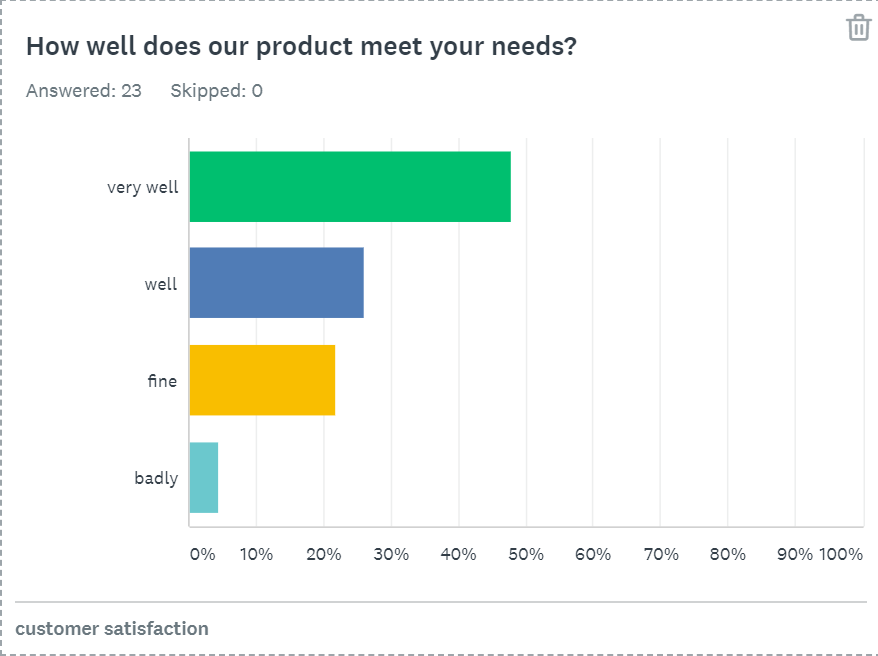 How well does our product meet your needs?
Answered: 23 Skipped: 0
very well
well
fine
badly
0% 10% 20% 30% 40% 50% 60% 70% 80% 90% 100%
customer satisfaction